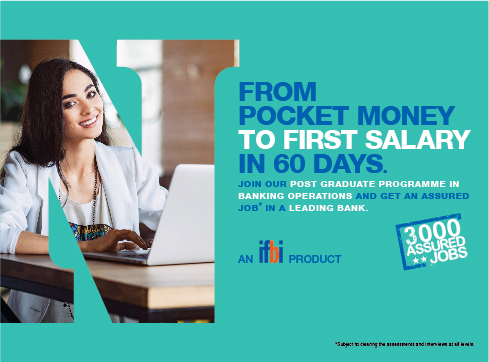 FROM
POCKET MONEY
TO FIRST SALARY
IN 60 DAYS.
JOIN OUR POST GRADUATE PROGRAMME IN
BANKING OPERATIONS AND GET AN ASSURED
JOB* IN A LEADING BANK.
3000
ASSURED
JOBS
AN ifbi PRODUCT
*Subject to clearing the assessments and interviews at all levels.